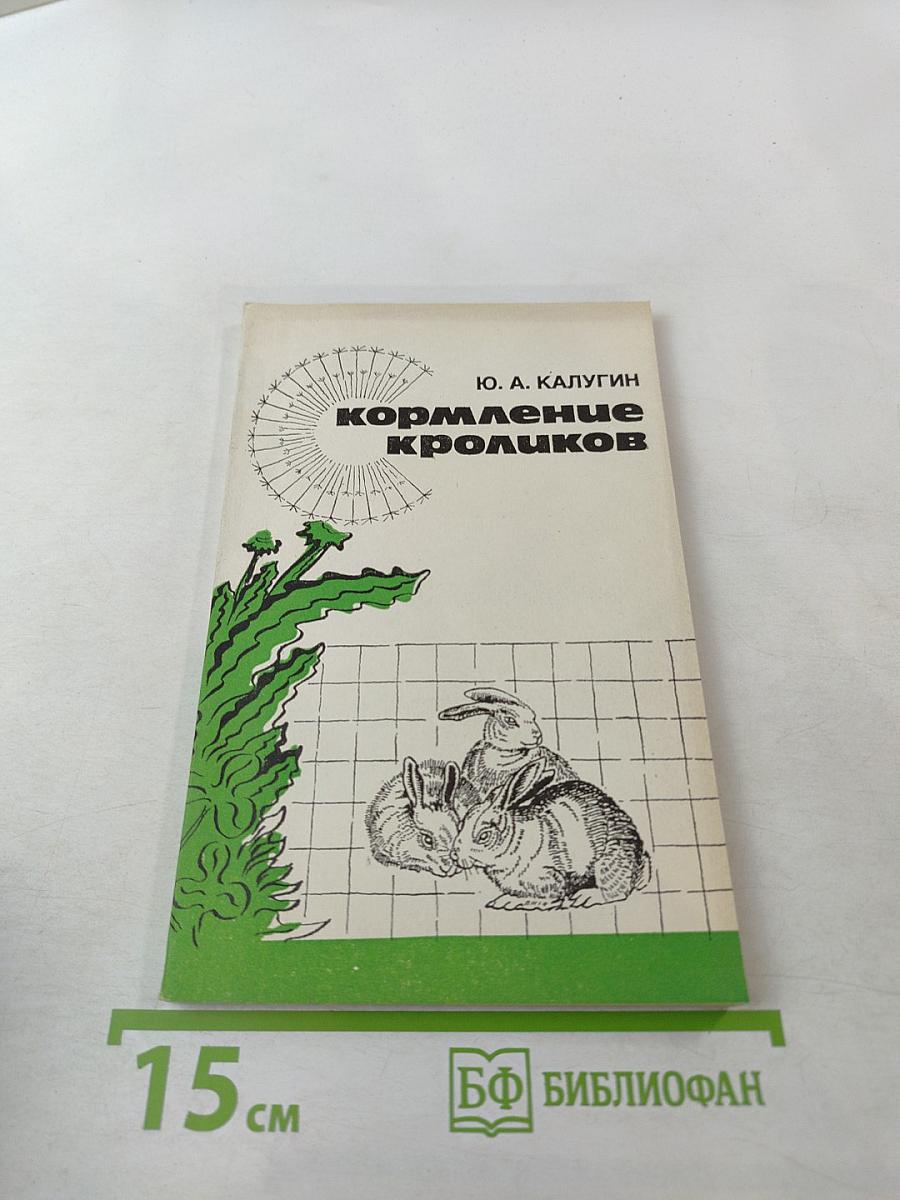 Ю. А. КАЛУГИН
кормление
кроликов
15 см
БФ БИБЛИОФАН